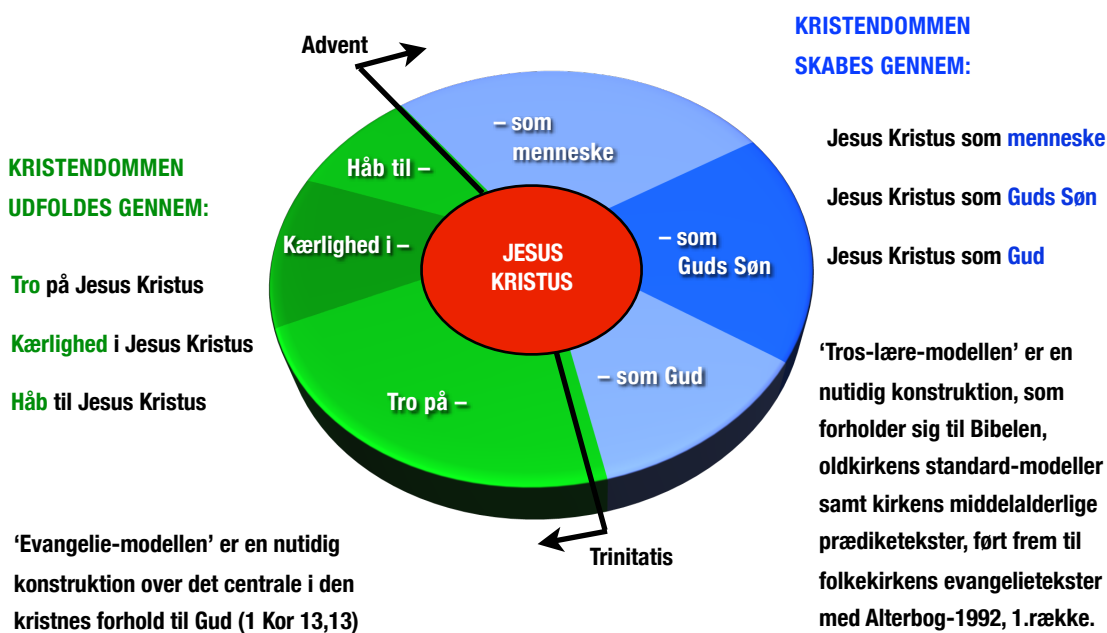 Advent
KRISTENDOMMEN
SKABES GENNEM:
Jesus Kristus som menneske
Jesus Kristus som Guds Søn
Jesus Kristus som Gud
KRISTENDOMMEN
UDFOLDES GENNEM:
Tro på Jesus Kristus
Kærlighed i Jesus Kristus
Håb til Jesus Kristus
– som
menneske
– som
Guds Søn
– som Gud
Håb til –
Kærlighed i –
Tro på –
JESUS
KRISTUS
Trinitatis
‘Tros-lære-modellen’ er en
nutidig konstruktion, som
forholder sig til Bibelen,
oldkirkens standard-modeller
samt kirkens middelalderlige
prædiketekster, ført frem til
folkekirkens evangelietekster
med Alterbog-1992, 1.række.
‘Evangelie-modellen’ er en nutidig
konstruktion over det centrale i den
kristnes forhold til Gud (1 Kor 13,13)